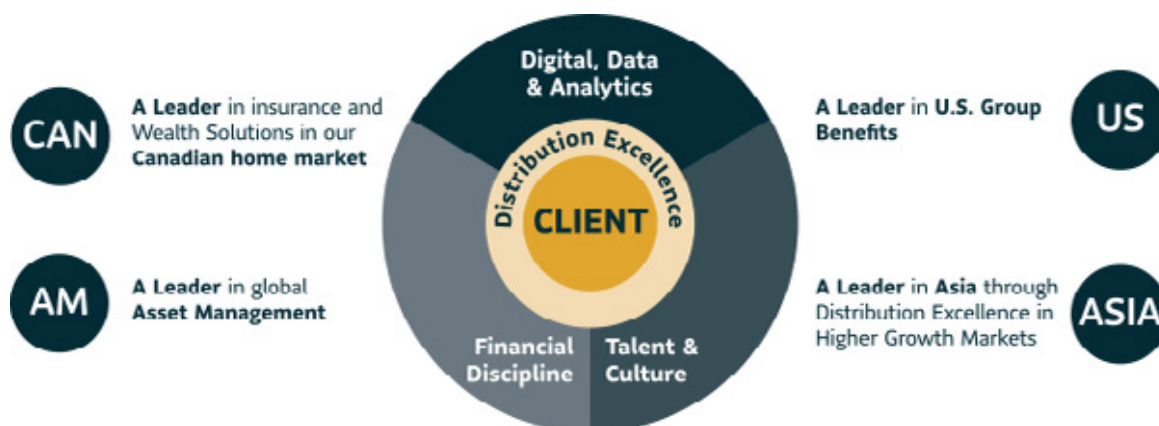 CAN
A Leader in insurance and
Wealth Solutions in our
Canadian home market
AM
A Leader in global
Asset Management
Digital, Data
& Analytics
Distribution Excellence
CLIENT
Financial
Discipline
Talent &
Culture
A Leader in U.S. Group
Benefits
US
A Leader in Asia through
Distribution Excellence in
Higher Growth Markets
ASIA